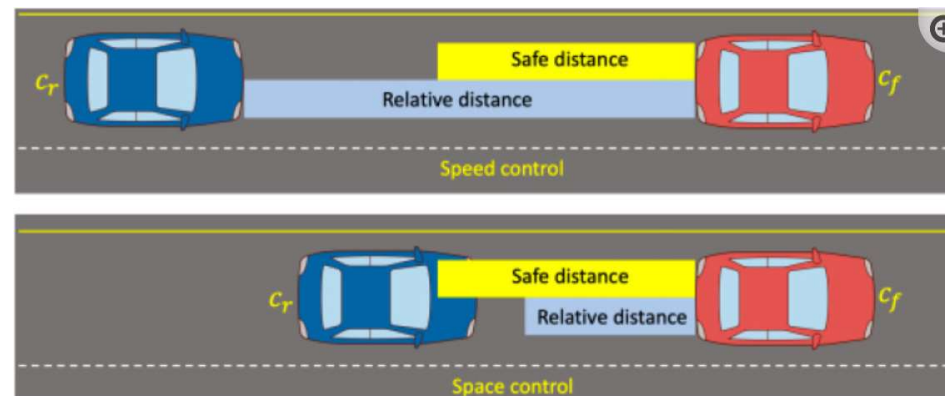 Safe distance
c_r
Relative distance
c_f
Speed control
Safe distance
c_r
Relative distance
c_f
Space control